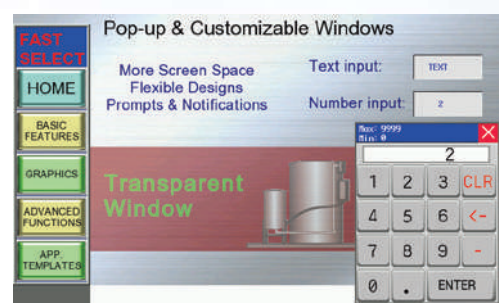 FAST
SELECT
HOME
BASIC
FEATURES
GRAPHICS
ADVANCED
FUNCTIONS
APP.
TEMPLATES
Pop-up & Customizable Windows
More Screen Space
Flexible Designs
Prompts & Notifications
Text input: TEXT
Number input: 2
Transparent
Window
Max: 9999
Min: 0
X
2
1 2 3 CLR
4 5 6 <-
7 8 9 -
0 . ENTER